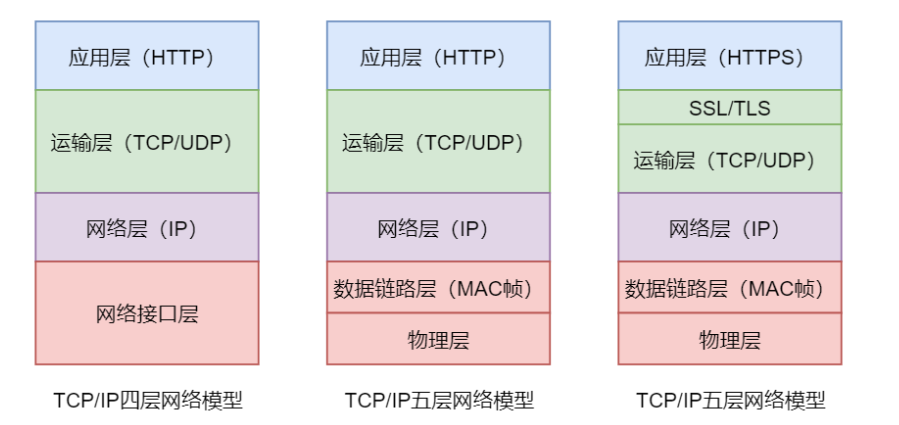 应用层（HTTP）
运输层（TCP/UDP）
网络层（IP）
网络接口层
TCP/IP四层网络模型
应用层（HTTP）
运输层（TCP/UDP）
网络层（IP）
数据链路层（MAC帧）
物理层
TCP/IP五层网络模型
应用层（HTTPS）
SSL/TLS
运输层（TCP/UDP）
网络层（IP）
数据链路层（MAC帧）
物理层
TCP/IP五层网络模型